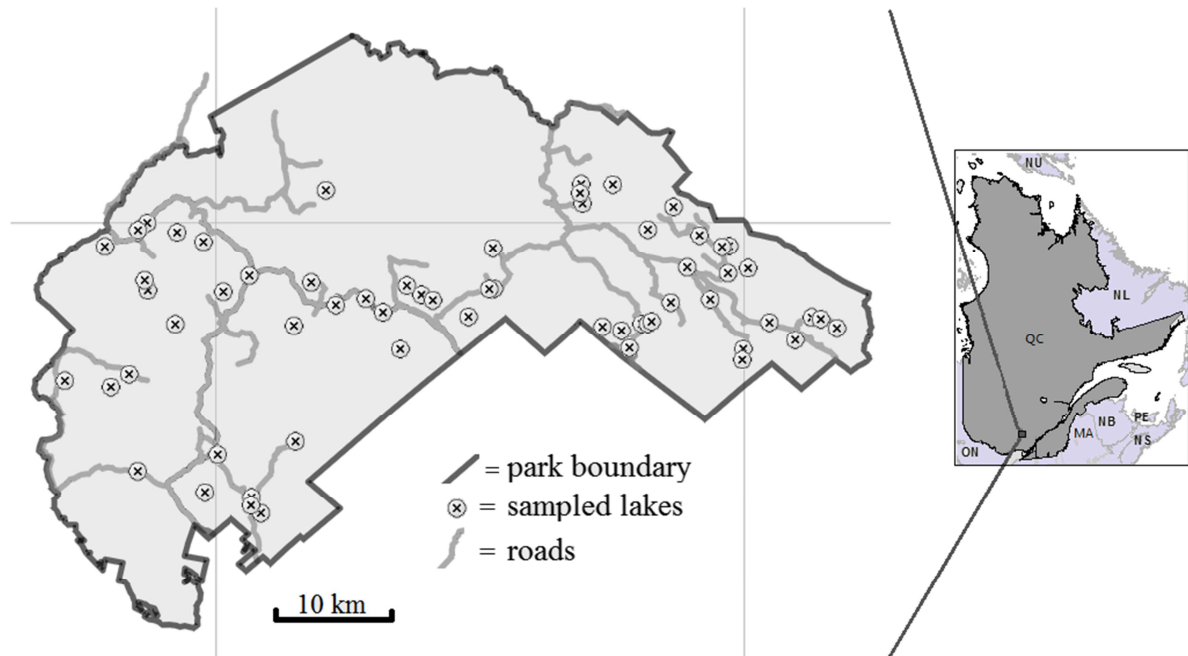 = park boundary
= sampled lakes
= roads
10 km
NU
P
NL
QC
PE
NB
MA
NS
ON